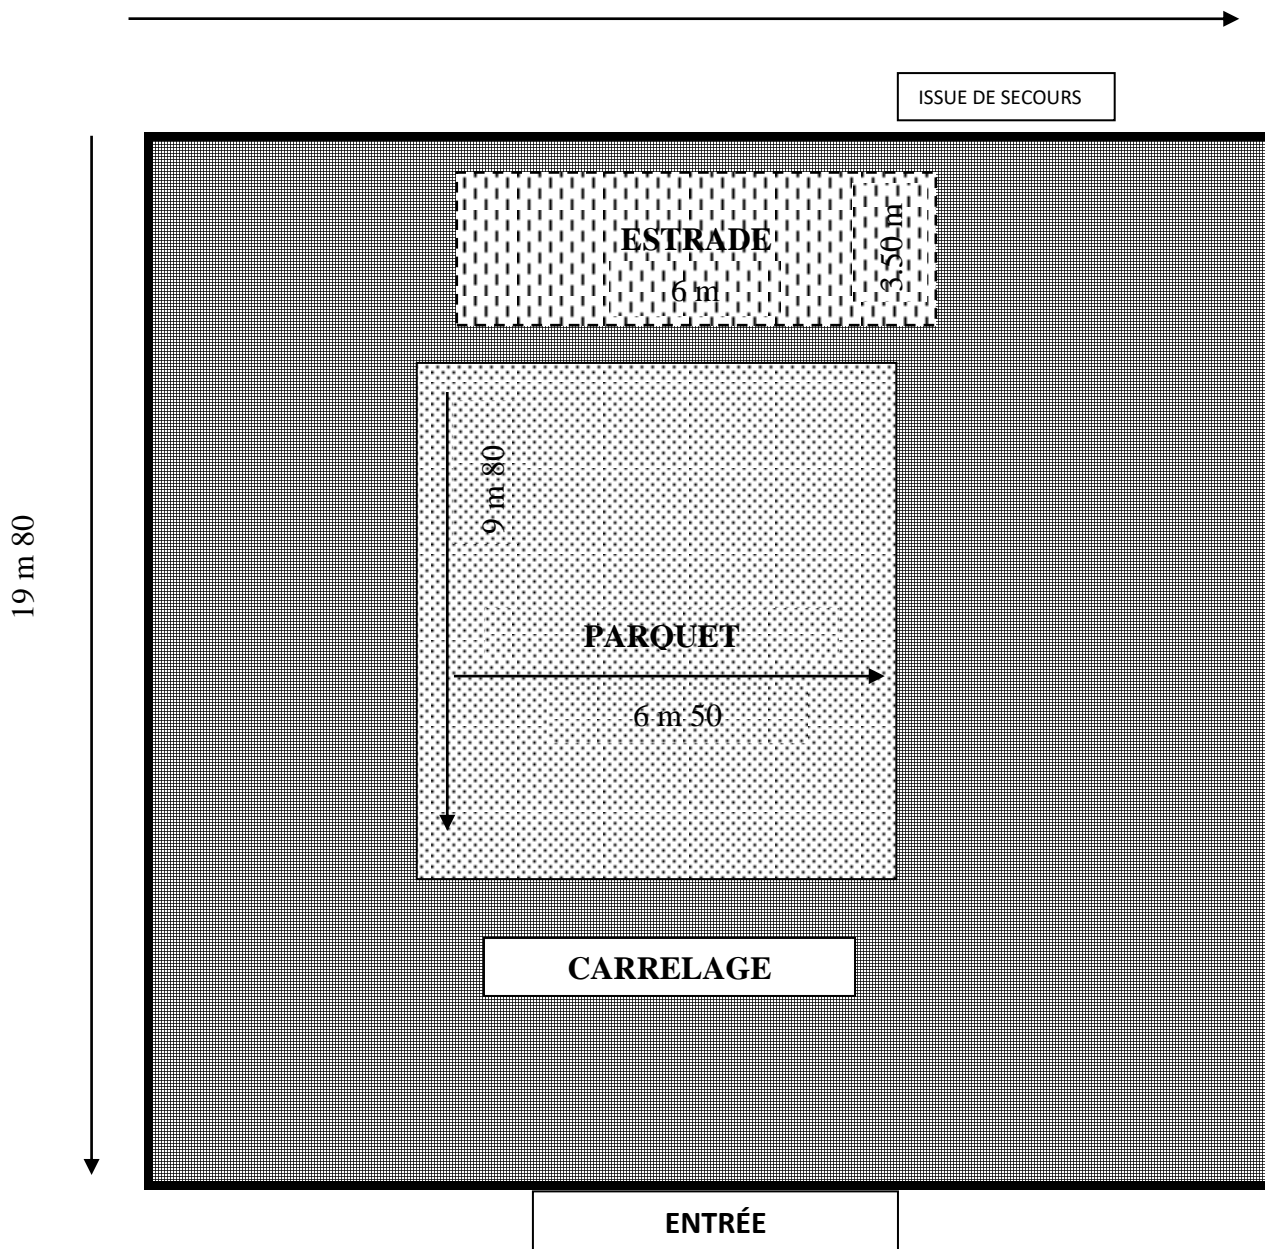 ISSUE DE SECOURS
ESTRADE
6 m
3,50 m
9 m 80
19 m 80
PARQUET
6 m 50
CARRELAGE
ENTRÉE